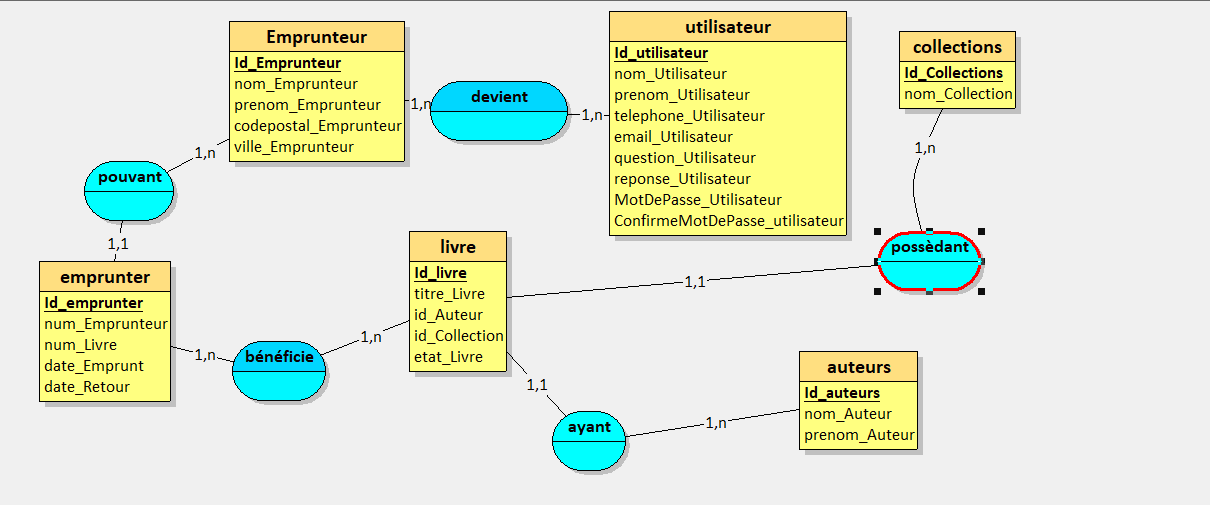 Emprunteur
Id_Emprunteur
nom_Emprunteur
prenom_Emprunteur
codepostal_Emprunteur
ville_Emprunteur
1,n
devient
1,n
utilisateur
Id_utilisateur
nom_Utilisateur
prenom_Utilisateur
telephone_Utilisateur
email_Utilisateur
question_Utilisateur
reponse_Utilisateur
MotDePasse_Utilisateur
ConfirmeMotDePasse_utilisateur
collections
Id_Collections
nom_Collection
1,n
possèdant
1,1
1,n
pouvant
1,1
emprunter
Id_emprunter
num_Emprunteur
num_Livre
date_Emprunt
date_Retour
1,n
bénéficie
1,n
livre
Id_livre
titre_Livre
id_Auteur
id_Collection
etat_Livre
1,1
ayant
1,n
auteurs
Id_auteurs
nom_Auteur
prenom_Auteur